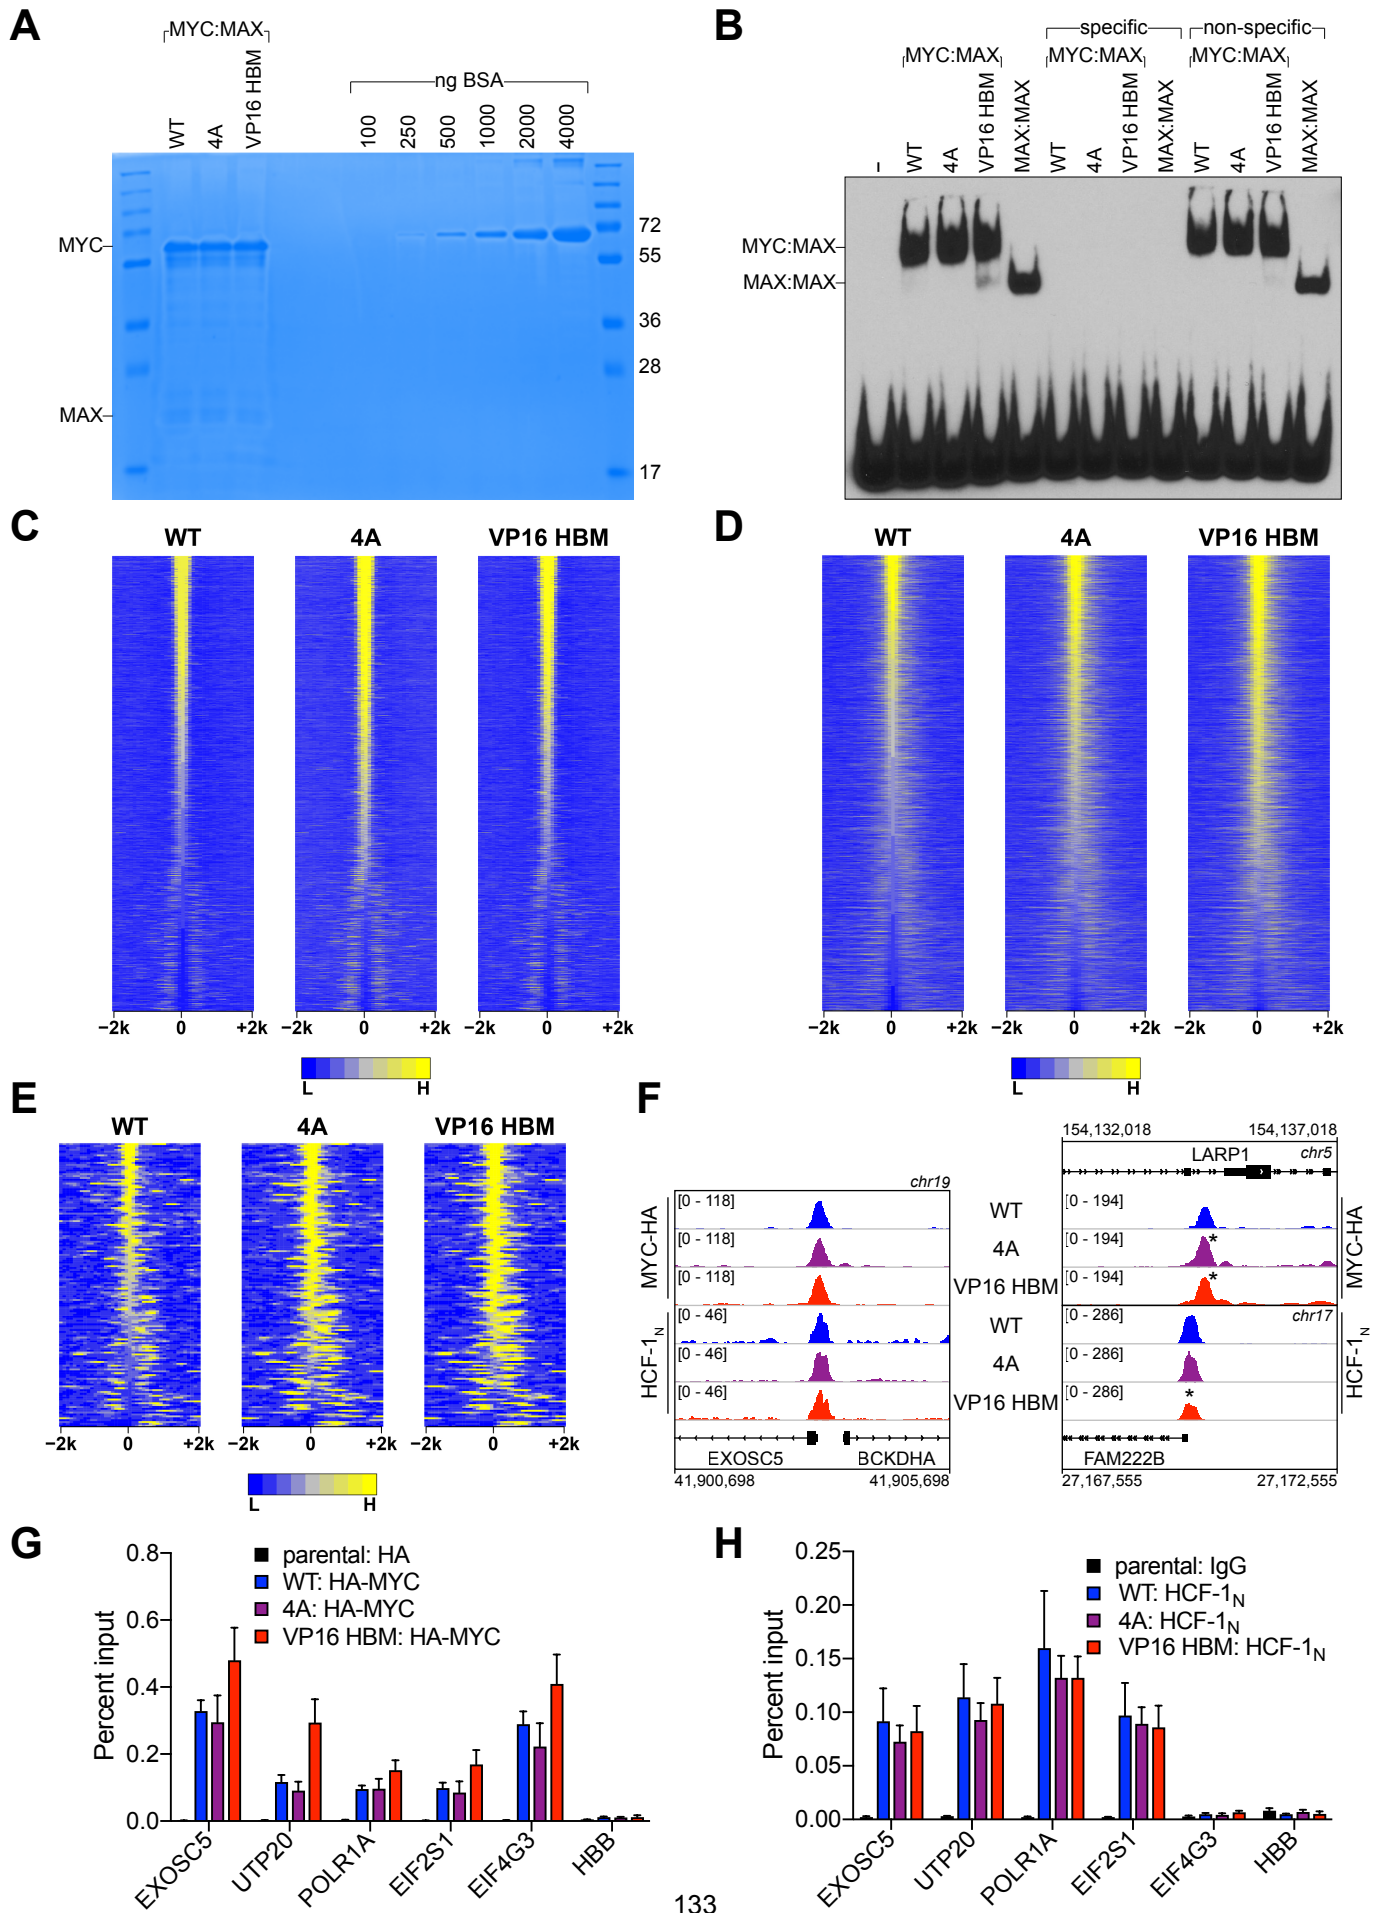 A
MYC:MAX
WT
4A
VP16 HBM
ng BSA
100
250
500
1000
2000
4000
MYC
MAX
72
55
36
28
17
B
specific
non-specific
MYC:MAX
MYC:MAX
MYC:MAX
-
WT
4A
VP16 HBM
MAX:MAX
WT
4A
VP16 HBM
MAX:MAX
WT
4A
VP16 HBM
MAX:MAX
MYC:MAX
MAX:MAX
C
WT
4A
VP16 HBM
−2k 0 +2k
−2k 0 +2k
−2k 0 +2k
L H
D
WT
4A
VP16 HBM
−2k 0 +2k
−2k 0 +2k
−2k 0 +2k
L H
E
WT
4A
VP16 HBM
−2k 0 +2k
−2k 0 +2k
−2k 0 +2k
L H
F
chr19
MYC-HA
HCF-1N
[0 - 118]
[0 - 118]
[0 - 118]
[0 - 46]
[0 - 46]
[0 - 46]
EXOSC5 BCKDHA
41,900,698 41,905,698
WT
4A
VP16 HBM
WT
4A
VP16 HBM
154,132,018 154,137,018
LARP1 chr5
[0 - 194]
[0 - 194] *
[0 - 194] *
[0 - 286] chr17
[0 - 286]
[0 - 286] *
MYC-HA
HCF-1N
FAM222B
27,167,555 27,172,555
G
Percent input
0.8
0.6
0.4
0.2
0.0
parental: HA
WT: HA-MYC
4A: HA-MYC
VP16 HBM: HA-MYC
EXOSC5
UTP20
POLR1A
EIF2S1
EIF4G3
HBB
H
Percent input
0.25
0.20
0.15
0.10
0.05
0.00
parental: IgG
WT: HCF-1N
4A: HCF-1N
VP16 HBM: HCF-1N
EXOSC5
UTP20
POLR1A
EIF2S1
EIF4G3
HBB
133